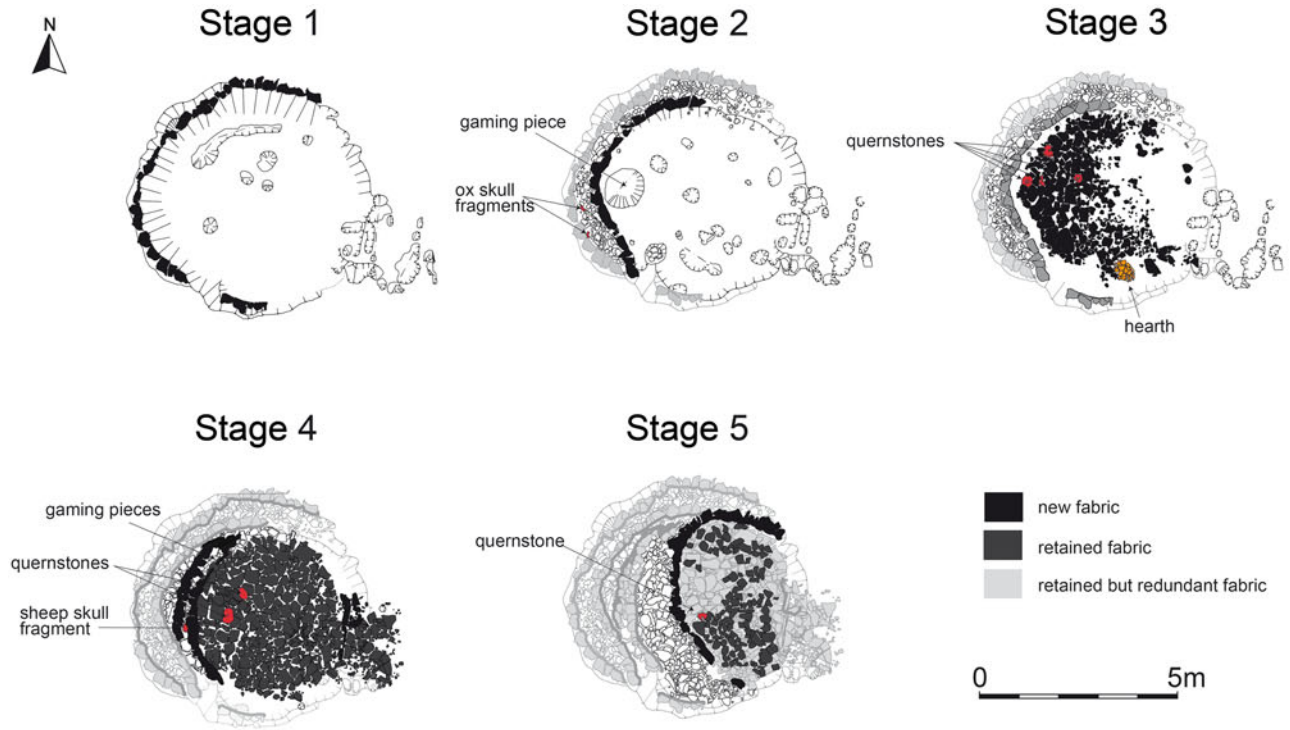 N
Stage 1
Stage 2
Stage 3
gaming piece
ox skull
fragments
quernstones
hearth
Stage 4
Stage 5
gaming pieces
quernstones
sheep skull
fragment
quernstone
new fabric
retained fabric
retained but redundant fabric
0 5m